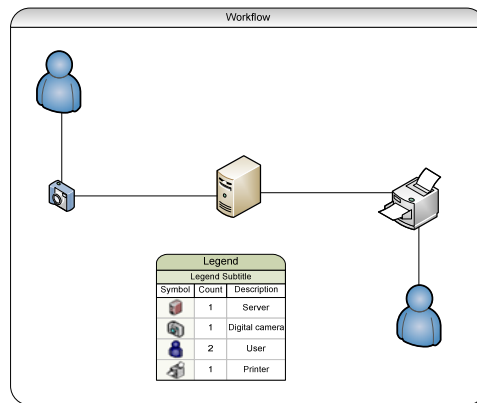 Workflow
Legend
Legend Subtitle
Symbol Count Description
1 Server
1 Digital camera
2 User
1 Printer